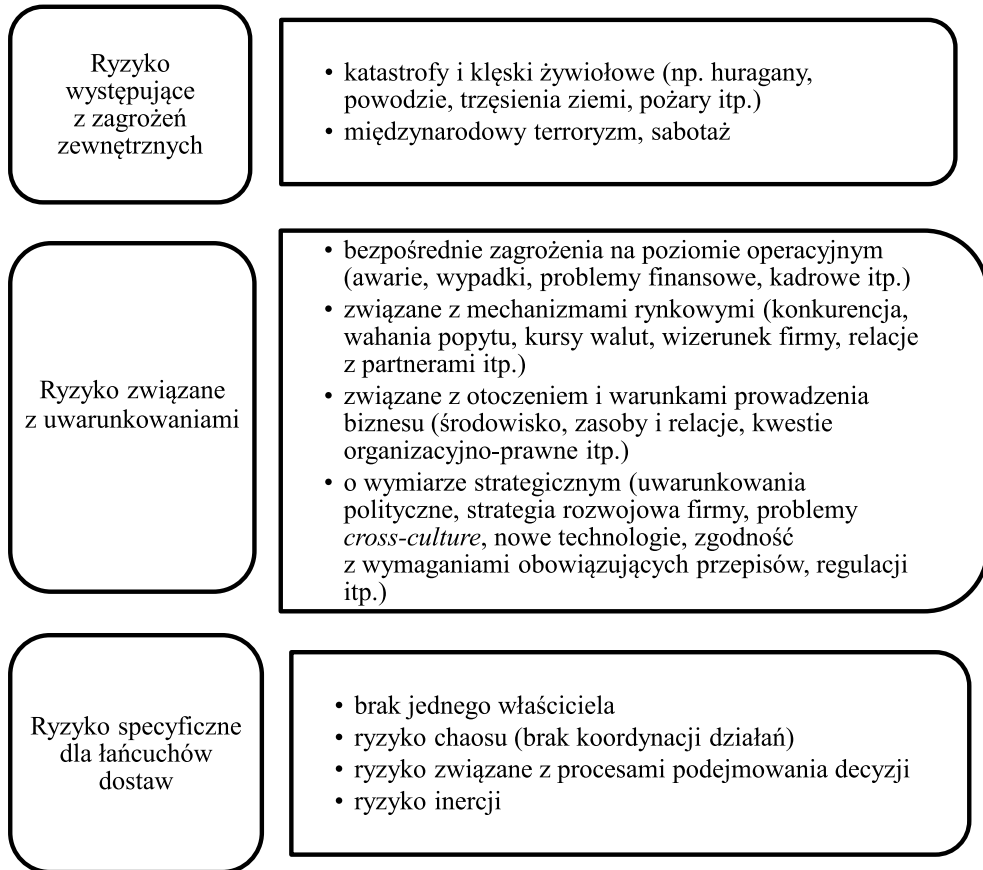 Ryzyko
występujące
z zagrożeń
zewnętrznych
• katastrofy i klęski żywiołowe (np. huragany,
powodzie, trzęsienia ziemi, pożary itp.)
• międzynarodowy terroryzm, sabotaż
Ryzyko związane
z uwarunkowaniami
• bezpośrednie zagrożenia na poziomie operacyjnym
(awarie, wypadki, problemy finansowe, kadrowe itp.)
• związane z mechanizmami rynkowymi (konkurencja,
wahania popytu, kursy walut, wizerunek firmy, relacje
z partnerami itp.)
• związane z otoczeniem i warunkami prowadzenia
biznesu (środowisko, zasoby i relacje, kwestie
organizacyjno-prawne itp.)
• o wymiarze strategicznym (uwarunkowania
polityczne, strategia rozwojowa firmy, problemy
cross-culture, nowe technologie, zgodność
z wymaganiami obowiązujących przepisów, regulacji
itp.)
Ryzyko specyficzne
dla łańcuchów
dostaw
• brak jednego właściciela
• ryzyko chaosu (brak koordynacji działań)
• ryzyko związane z procesami podejmowania decyzji
• ryzyko inercji